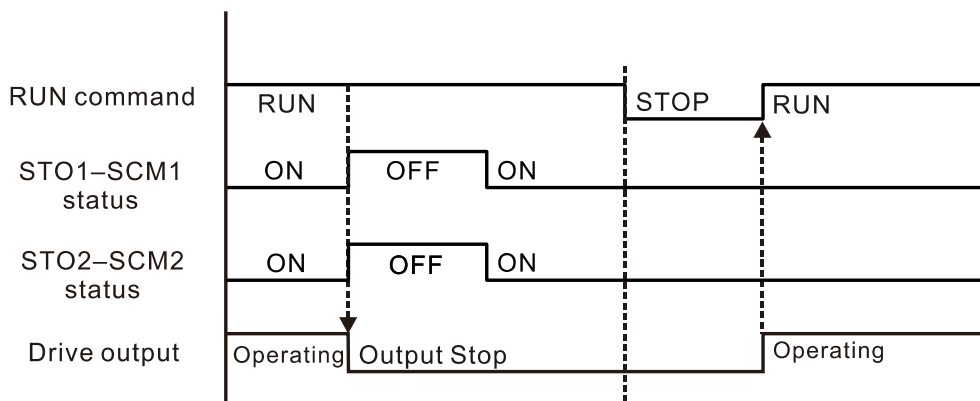 RUN command
RUN
STOP
RUN
STO1–SCM1
status
ON
OFF
ON
STO2–SCM2
status
ON
OFF
ON
Drive output
Operating
Output Stop
Operating